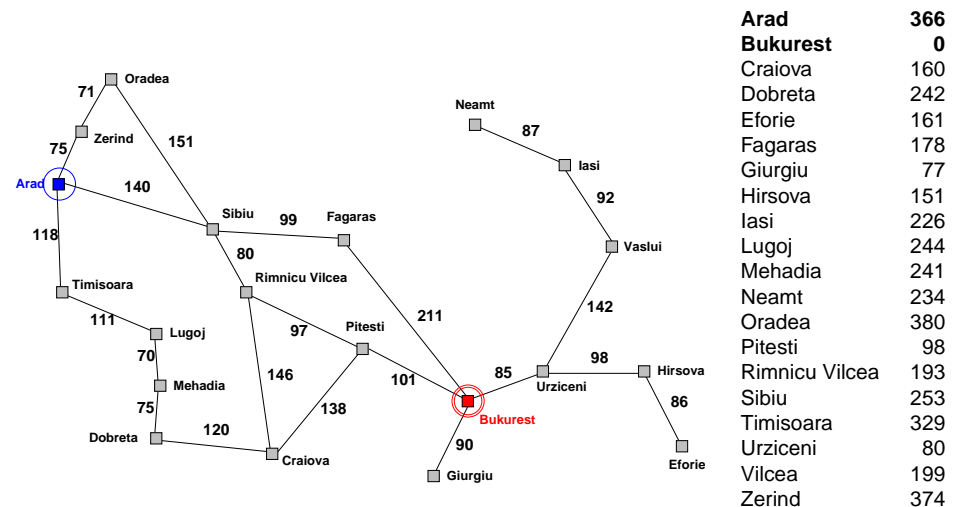 Oradea
71
Neamt
87
Zerind
151
Iasi
75
Arad
140
92
Sibiu
99
Fagaras
118
80
Vaslui
Timisoara
Rimnicu Vilcea
142
111
97
Pitesti
211
Lugoj
70
98
85
Urziceni
Hirsova
Mehadia
146
101
86
75
138
Bukurest
120
Dobreta
90
Craiova
Giurgiu
Eforie
Arad 366
Bukurest 0
Craiova 160
Dobreta 242
Eforie 161
Fagaras 178
Giurgiu 77
Hirsova 151
Iasi 226
Lugoj 244
Mehadia 241
Neamt 234
Oradea 380
Pitesti 98
Rimnicu Vilcea 193
Sibiu 253
Timisoara 329
Urziceni 80
Vilcea 199
Zerind 374